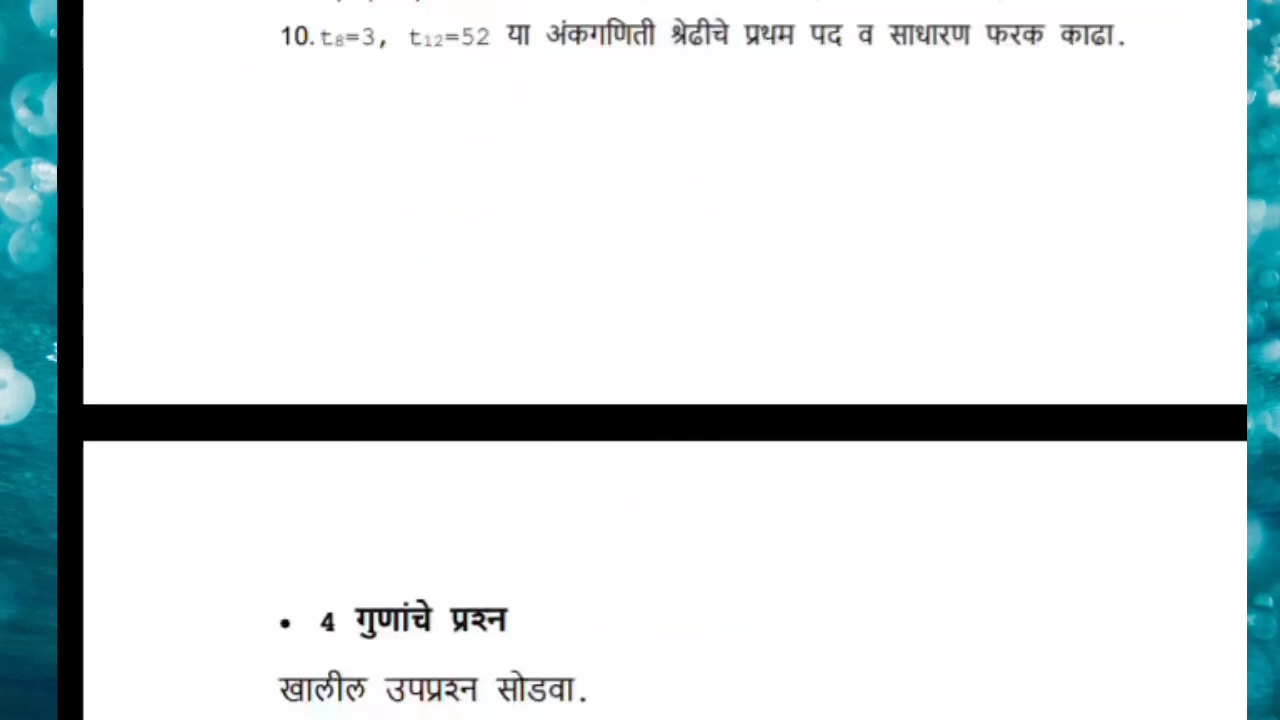 10. t₈=3, t₁₂=52 या अंकगणिती श्रेढीचे प्रथम पद व साधारण फरक काढा.
• 4 गुणांचे प्रश्न
खालील उपप्रश्न सोडवा.